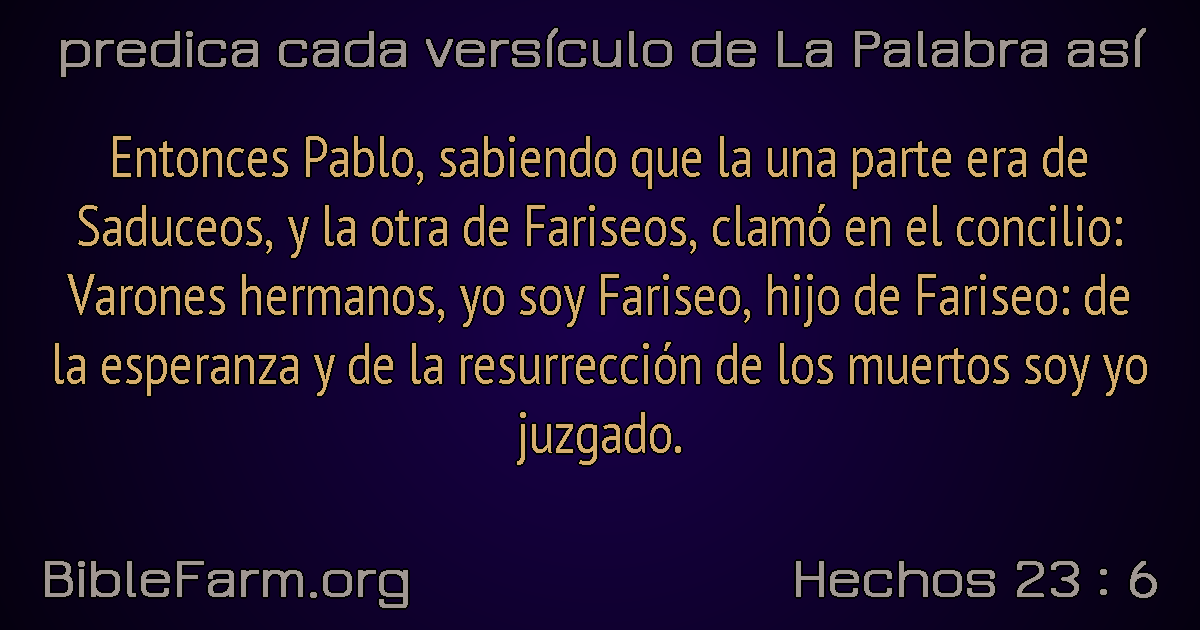 predica cada versículo de La Palabra así
Entonces Pablo, sabiendo que la una parte era de
Saduceos, y la otra de Fariseos, clamó en el concilio:
Varones hermanos, yo soy Fariseo, hijo de Fariseo: de
la esperanza y de la resurrección de los muertos soy yo
juzgado.
BibleFarm.org
Hechos 23 : 6